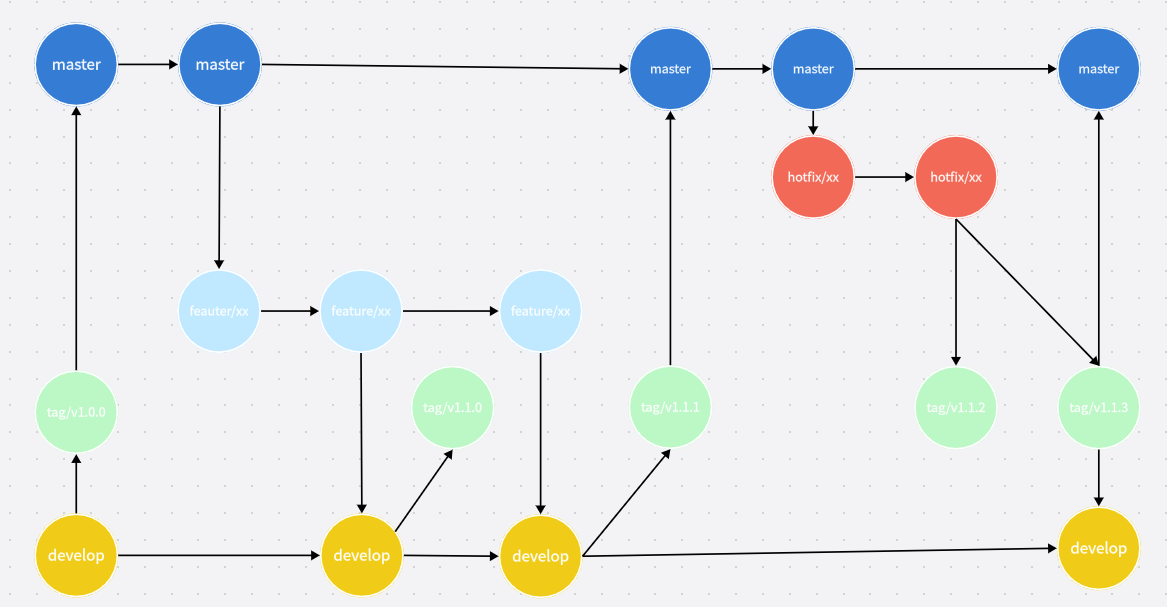 master
master
master
master
master
hotfix/xx
hotfix/xx
feauter/xx
feature/xx
feature/xx
tag/v1.0.0
tag/v1.1.0
tag/v1.1.1
tag/v1.1.2
tag/v1.1.3
develop
develop
develop
develop